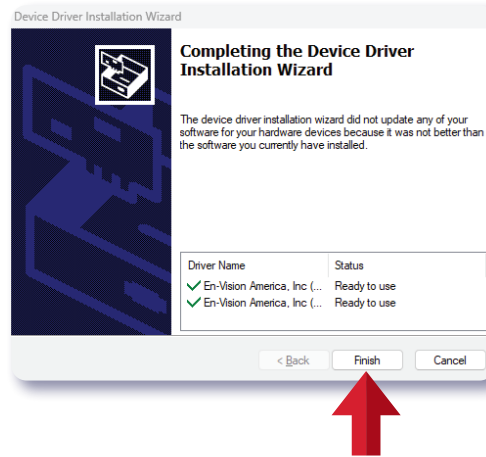 Device Driver Installation Wizard
Completing the Device Driver
Installation Wizard
The device driver installation wizard did not update any of your
software for your hardware devices because it was not better than
the software you currently have installed.
Driver Name Status
En-Vision America, Inc (... Ready to use
En-Vision America, Inc (... Ready to use
< Back Finish Cancel